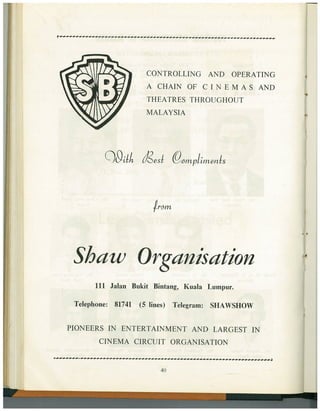 SB
CONTROLLING AND OPERATING
A CHAIN OF CINEMAS AND
THEATRES THROUGHOUT
MALAYSIA
With Best Compliments
from
Shaw Organisation
111 Jalan Bukit Bintang, Kuala Lumpur.
Telephone: 81741 (5 lines) Telegram: SHAWSHOW
PIONEERS IN ENTERTAINMENT AND LARGEST IN
CINEMA CIRCUIT ORGANISATION
40